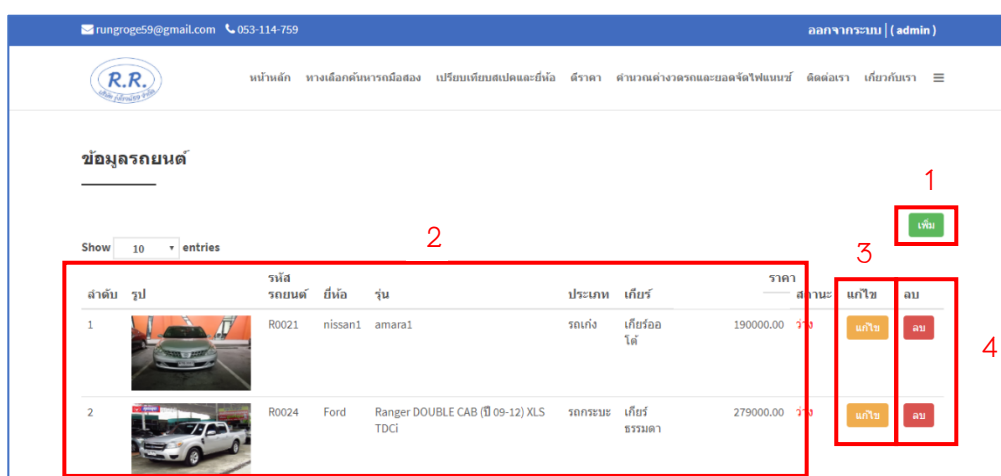 rungroge59@gmail.com 053-114-759 ออกจากระบบ | ( admin )
R.R.
หน้าหลัก ทางเลือกค้นหารถมือสอง เปรียบเทียบสเปคและยี่ห้อ ตีราคา คำนวณค่างวดรถและยอดจัดไฟแนนซ์ ติดต่อเรา เกี่ยวกับเรา
ข้อมูลรถยนต์
1
เพิ่ม
Show 10 entries
2
3
ลำดับ รูป รหัส รถยนต์ ยี่ห้อ รุ่น ประเภท เกียร์ ราคา สถานะ แก้ไข ลบ
1 R0021 nissan1 amara1 รถเก่ง เกียร์ออ 190000.00 ว่าง แก้ไข ลบ
โต้
4
2 R0024 Ford Ranger DOUBLE CAB (ปี 09-12) XLS รถกระบะ เกียร์ 279000.00 ว่าง แก้ไข ลบ
TDCi ธรรมดา